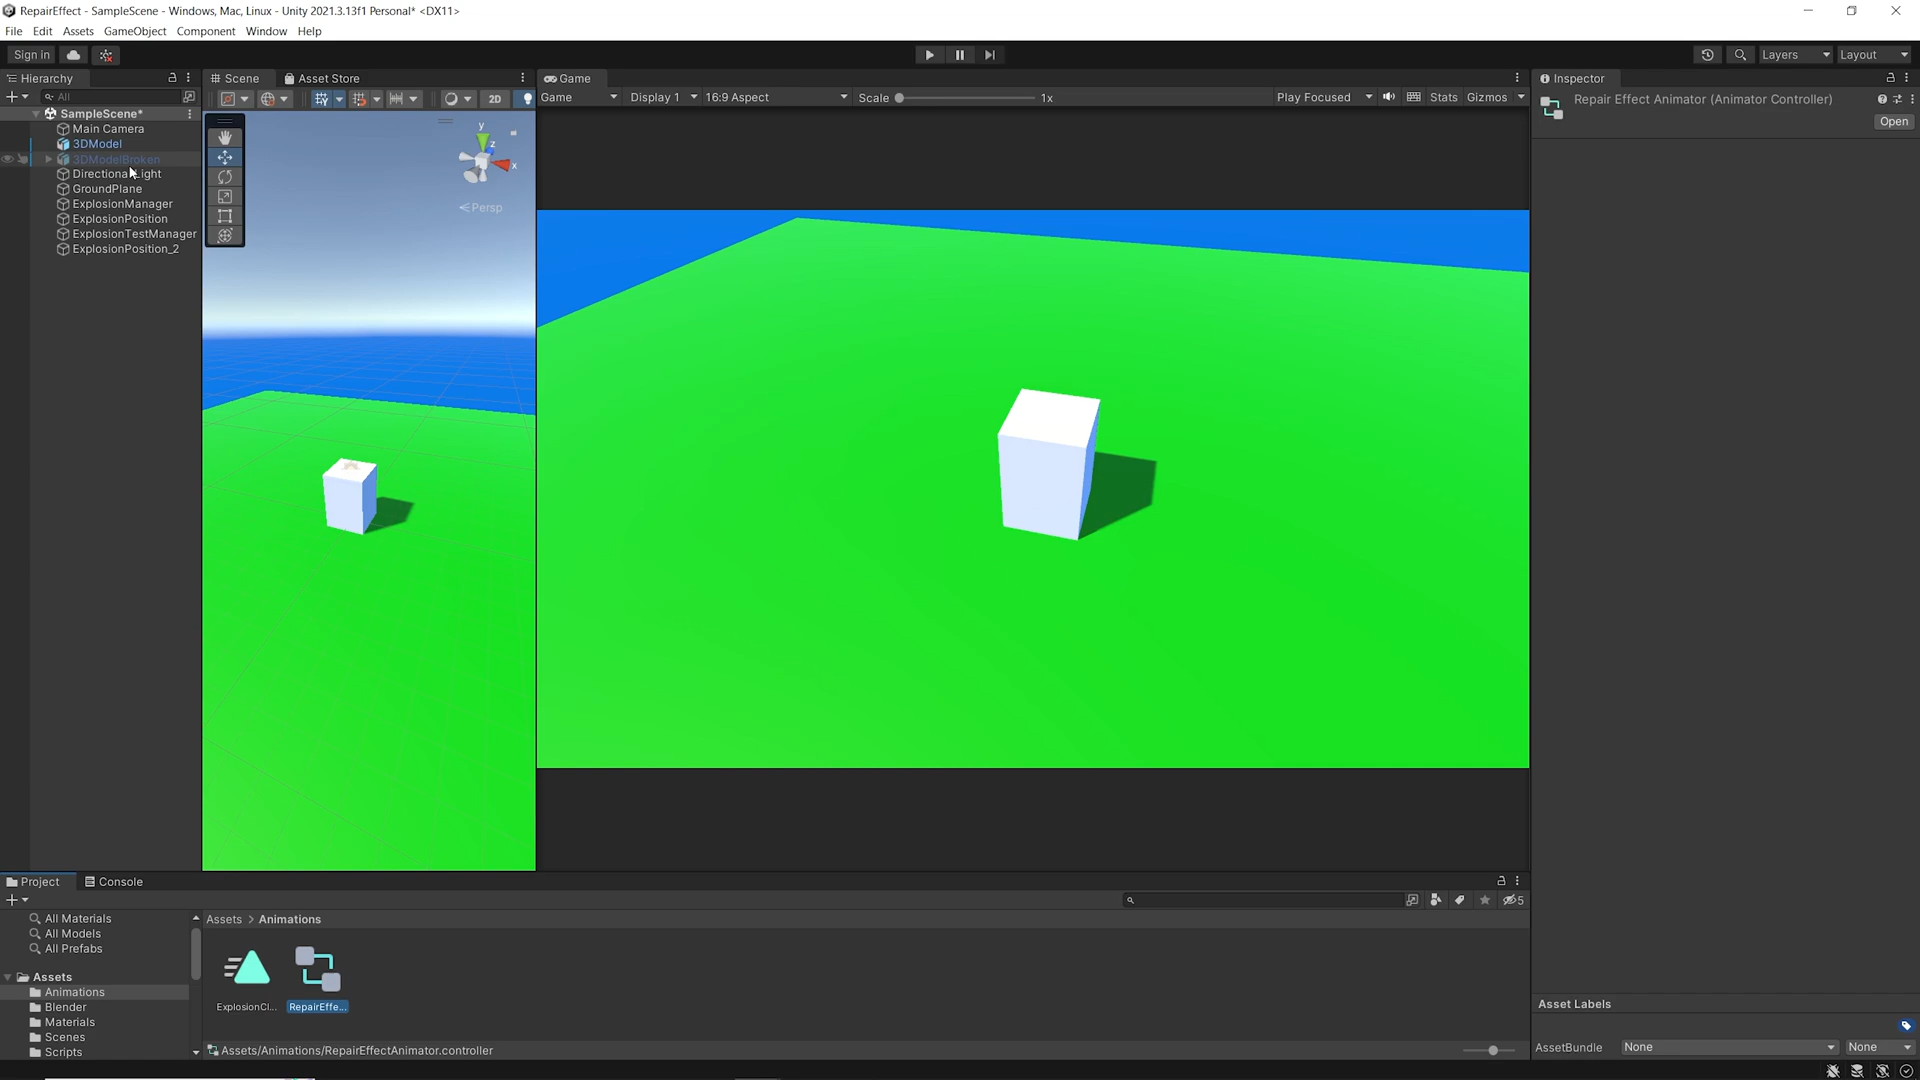 RepairEffect - SampleScene - Windows, Mac, Linux - Unity 2021.3.13f1 Personal* <DX11>
File Edit Assets GameObject Component Window Help
Sign in
Layers
Layout
Hierarchy
Scene
Asset Store
Game
Inspector
All
2D
Game
Display 1
16:9 Aspect
Scale
1x
Play Focused
Stats
Gizmos
Repair Effect Animator (Animator Controller)
Open
SampleScene*
Main Camera
3DModel
3DModelBroken
Directional Light
GroundPlane
ExplosionManager
ExplosionPosition
ExplosionTestManager
ExplosionPosition_2
y
z
x
Persp
Project
Console
5
All Materials
All Models
All Prefabs
Assets
Animations
Blender
Materials
Scenes
Scripts
Assets > Animations
ExplosionCl...
RepairEffe...
Assets/Animations/RepairEffectAnimator.controller
Asset Labels
AssetBundle
None
None